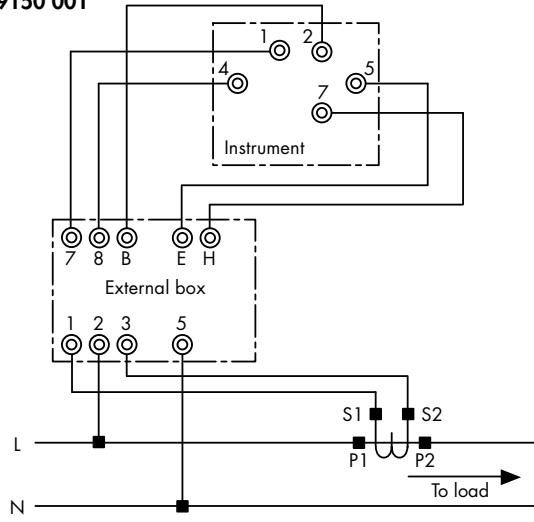 9150 001
1 2
4 5
7
Instrument
7 8 B E H
External box
1 2 3 5
S1 S2
L
P1 P2
To load
N